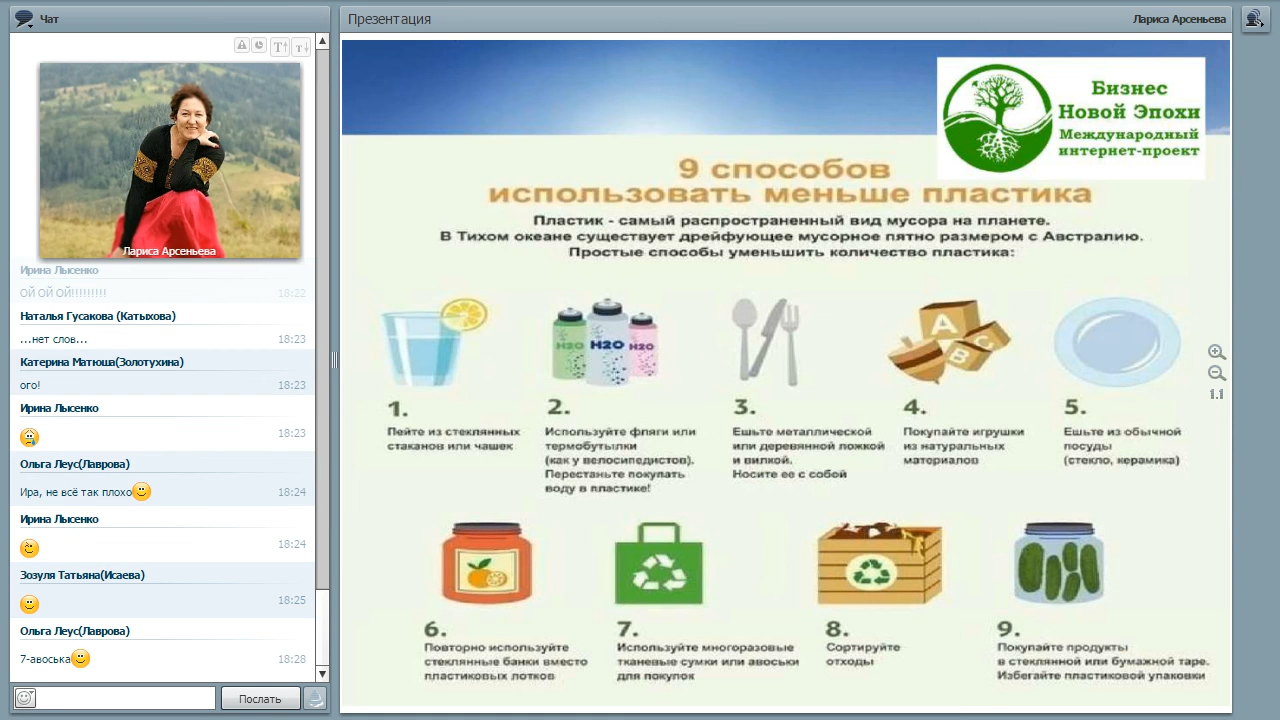 Чат
Лариса Арсеньева
Ирина Лысенко
ОЙ ОЙ ОЙ!!!!!!!!! 18:22
Наталья Гусакова (Катыхова)
...нет слов... 18:23
Катерина Матюша(Золотухина)
ого! 18:23
Ирина Лысенко
18:23
Ольга Леус(Лаврова)
Ира, не всё так плохо 18:24
Ирина Лысенко
18:24
Зозуля Татьяна(Исаева)
18:25
Ольга Леус(Лаврова)
7-авоська 18:28
Послать
Презентация
Лариса Арсеньева
Бизнес
Новой Эпохи
Международный
интернет-проект
9 способов
использовать меньше пластика
Пластик - самый распространенный вид мусора на планете.
В Тихом океане существует дрейфующее мусорное пятно размером с Австралию.
Простые способы уменьшить количество пластика:
H2O H2O H2O
A B C
1.
Пейте из стеклянных
стаканов или чашек
2.
Используйте фляги или
термобутылки
(как у велосипедистов).
Перестаньте покупать
воду в пластике!
3.
Ешьте металлической
или деревянной ложкой
и вилкой.
Носите ее с собой
4.
Покупайте игрушки
из натуральных
материалов
5.
Ешьте из обычной
посуды
(стекло, керамика)
6.
Повторно используйте
стеклянные банки вместо
пластиковых лотков
7.
Используйте многоразовые
тканевые сумки или авоськи
для покупок
8.
Сортируйте
отходы
9.
Покупайте продукты
в стеклянной или бумажной таре.
Избегайте пластиковой упаковки
1.1